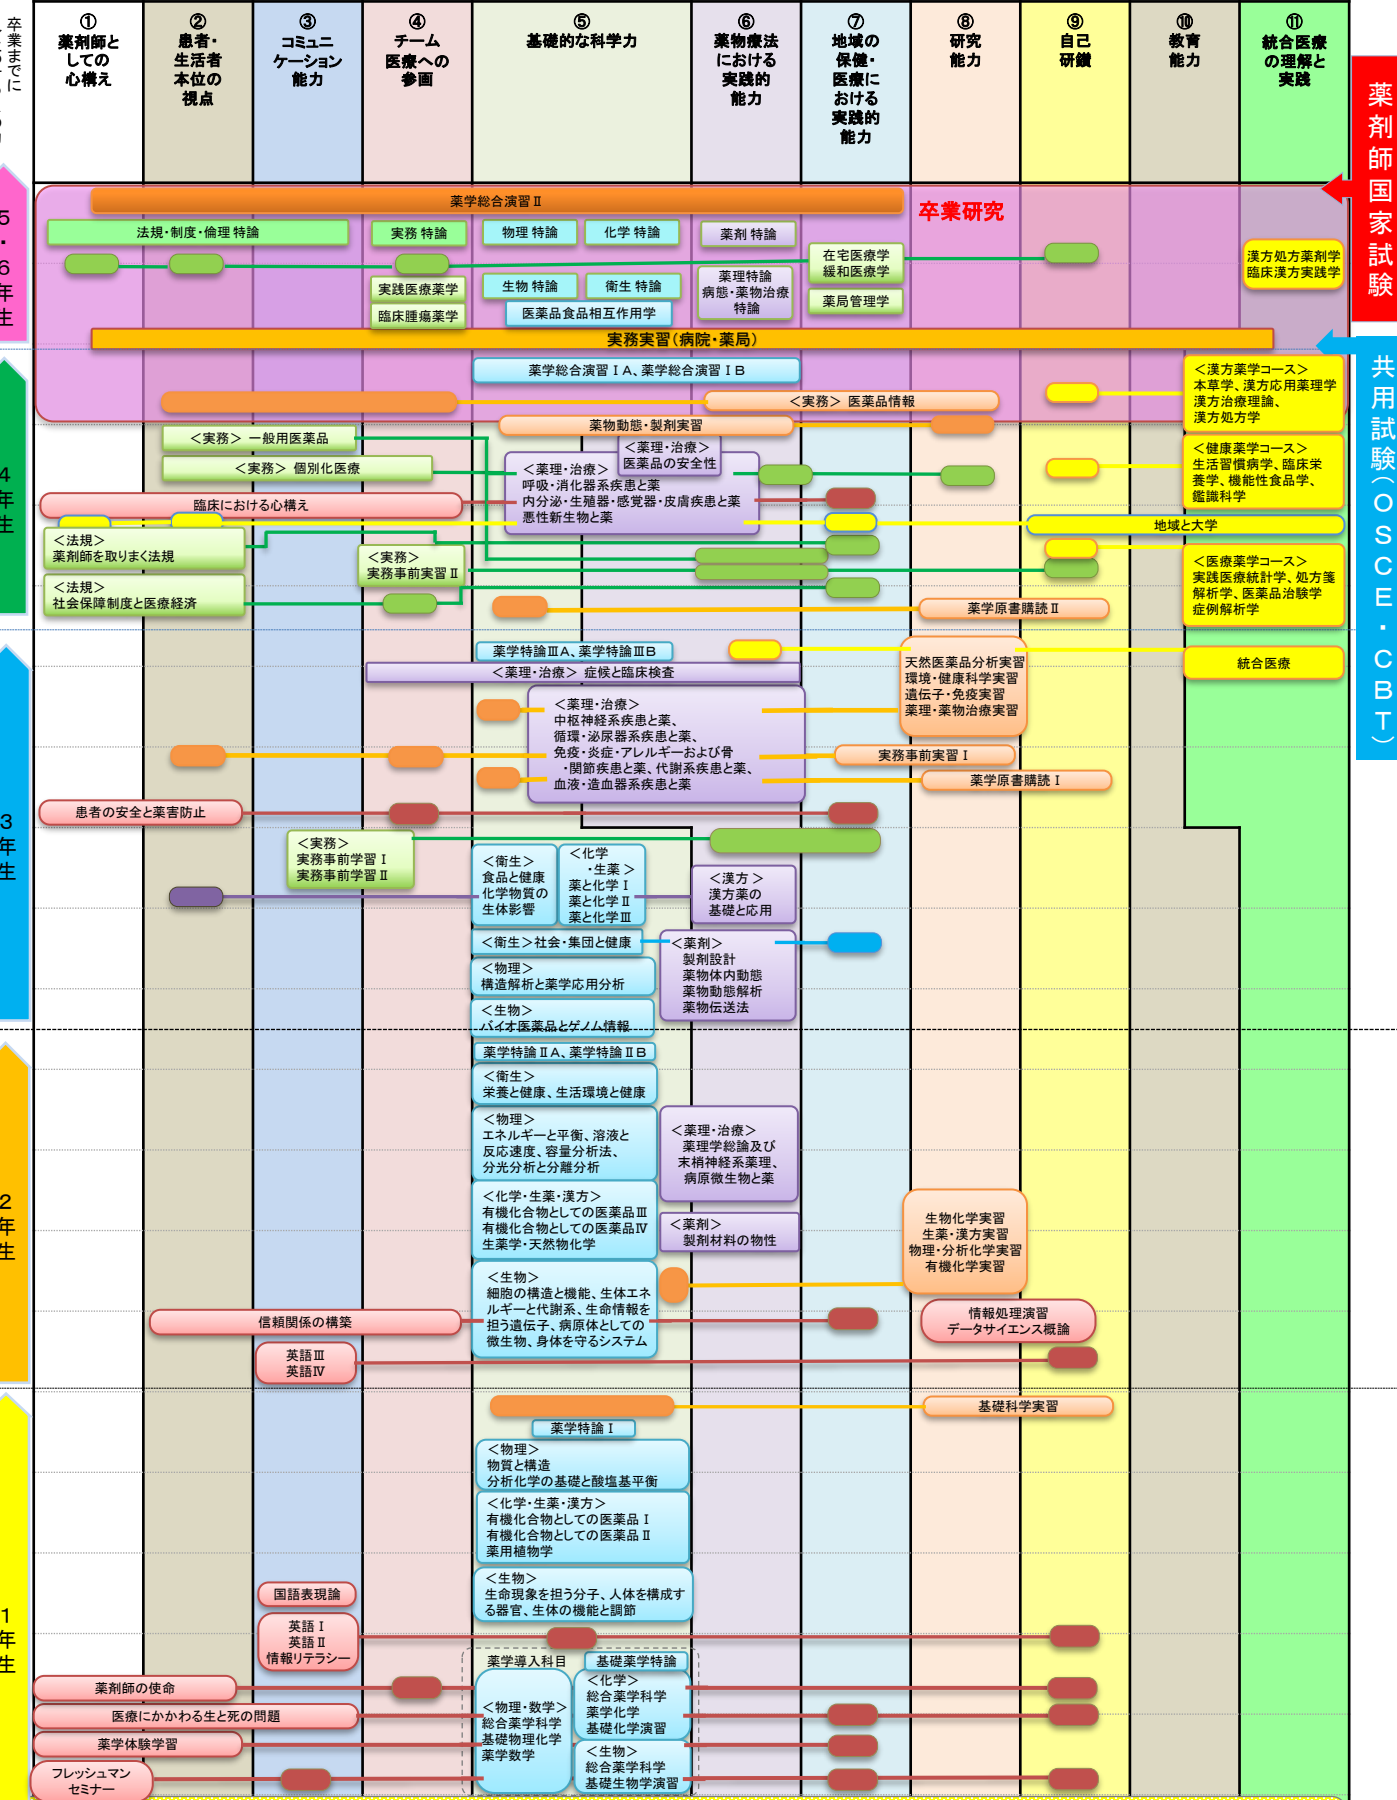 卒業までに
①
薬剤師と
しての
心構え
②
患者・
生活者
本位の
視点
③
コミュニ
ケーション
能力
④
チーム
医療への
参画
⑤
基礎的な科学力
⑥
薬物療法
における
実践的
能力
⑦
地域の
保健・
医療に
おける
実践的
能力
⑧
研究
能力
⑨
自己
研鑽
⑩
教育
能力
⑪
統合医療
の理解と
実践
薬剤師国家試験
共用試験(OSCE・CBT)
5・6年生
薬学総合演習Ⅱ
卒業研究
法規・制度・倫理 特論
実務 特論
物理 特論
化学 特論
薬剤 特論
在宅医療学
緩和医療学
漢方処方薬剤学
臨床漢方実践学
実践医療薬学
生物 特論
衛生 特論
薬理特論
病態・薬物治療
特論
薬局管理学
臨床腫瘍薬学
医薬品食品相互作用学
実務実習(病院・薬局)
4年生
薬学総合演習ⅠA、薬学総合演習ⅠB
<漢方薬学コース>
本草学、漢方応用薬理学
漢方治療理論、
漢方処方学
<実務> 医薬品情報
薬物動態・製剤実習
<実務> 一般用医薬品
<薬理・治療>
医薬品の安全性
<健康薬学コース>
生活習慣病学、臨床栄
養学、機能性食品学、
鑑識科学
<実務> 個別化医療
<薬理・治療>
呼吸・消化器系疾患と薬
内分泌・生殖器・感覚器・皮膚疾患と薬
悪性新生物と薬
臨床における心構え
地域と大学
<法規>
薬剤師を取りまく法規
<実務>
実務事前実習Ⅱ
<医療薬学コース>
実践医療統計学、処方箋
解析学、医薬品治験学
症例解析学
<法規>
社会保障制度と医療経済
薬学原書購読Ⅱ
3年生
薬学特論ⅢA、薬学特論ⅢB
<薬理・治療> 症候と臨床検査
天然医薬品分析実習
環境・健康科学実習
遺伝子・免疫実習
薬理・薬物治療実習
統合医療
<薬理・治療>
中枢神経系疾患と薬、
循環・泌尿器系疾患と薬、
免疫・炎症・アレルギーおよび骨
・関節疾患と薬、代謝系疾患と薬、
血液・造血器系疾患と薬
実務事前実習Ⅰ
薬学原書購読Ⅰ
患者の安全と薬害防止
<実務>
実務事前学習Ⅰ
実務事前学習Ⅱ
<衛生>
食品と健康
化学物質の
生体影響
<化学
・生薬>
薬と化学Ⅰ
薬と化学Ⅱ
薬と化学Ⅲ
<漢方>
漢方薬の
基礎と応用
<衛生>社会・集団と健康
<薬剤>
製剤設計
薬物体内動態
薬物動態解析
薬物伝送法
<物理>
構造解析と薬学応用分析
<生物>
バイオ医薬品とゲノム情報
2年生
薬学特論ⅡA、薬学特論ⅡB
<衛生>
栄養と健康、生活環境と健康
<物理>
エネルギーと平衡、溶液と
反応速度、容量分析法、
分光分析と分離分析
<薬理・治療>
薬理学総論及び
末梢神経系薬理、
病原微生物と薬
<化学・生薬・漢方>
有機化合物としての医薬品Ⅲ
有機化合物としての医薬品Ⅳ
生薬学・天然物化学
<薬剤>
製剤材料の物性
生物化学実習
生薬・漢方実習
物理・分析化学実習
有機化学実習
<生物>
細胞の構造と機能、生体エネ
ルギーと代謝系、生命情報を
担う遺伝子、病原体としての
微生物、身体を守るシステム
信頼関係の構築
情報処理演習
データサイエンス概論
英語Ⅲ
英語Ⅳ
1年生
基礎科学実習
薬学特論Ⅰ
<物理>
物質と構造
分析化学の基礎と酸塩基平衡
<化学・生薬・漢方>
有機化合物としての医薬品Ⅰ
有機化合物としての医薬品Ⅱ
薬用植物学
<生物>
生命現象を担う分子、人体を構成す
る器官、生体の機能と調節
国語表現論
英語Ⅰ
英語Ⅱ
情報リテラシー
薬学導入科目
基礎薬学特論
薬剤師の使命
<物理・数学>
総合薬学科学
基礎物理化学
薬学数学
<化学>
総合薬学科学
薬学化学
基礎化学演習
医療にかかわる生と死の問題
薬学体験学習
<生物>
総合薬学科学
基礎生物学演習
フレッシュマン
セミナー